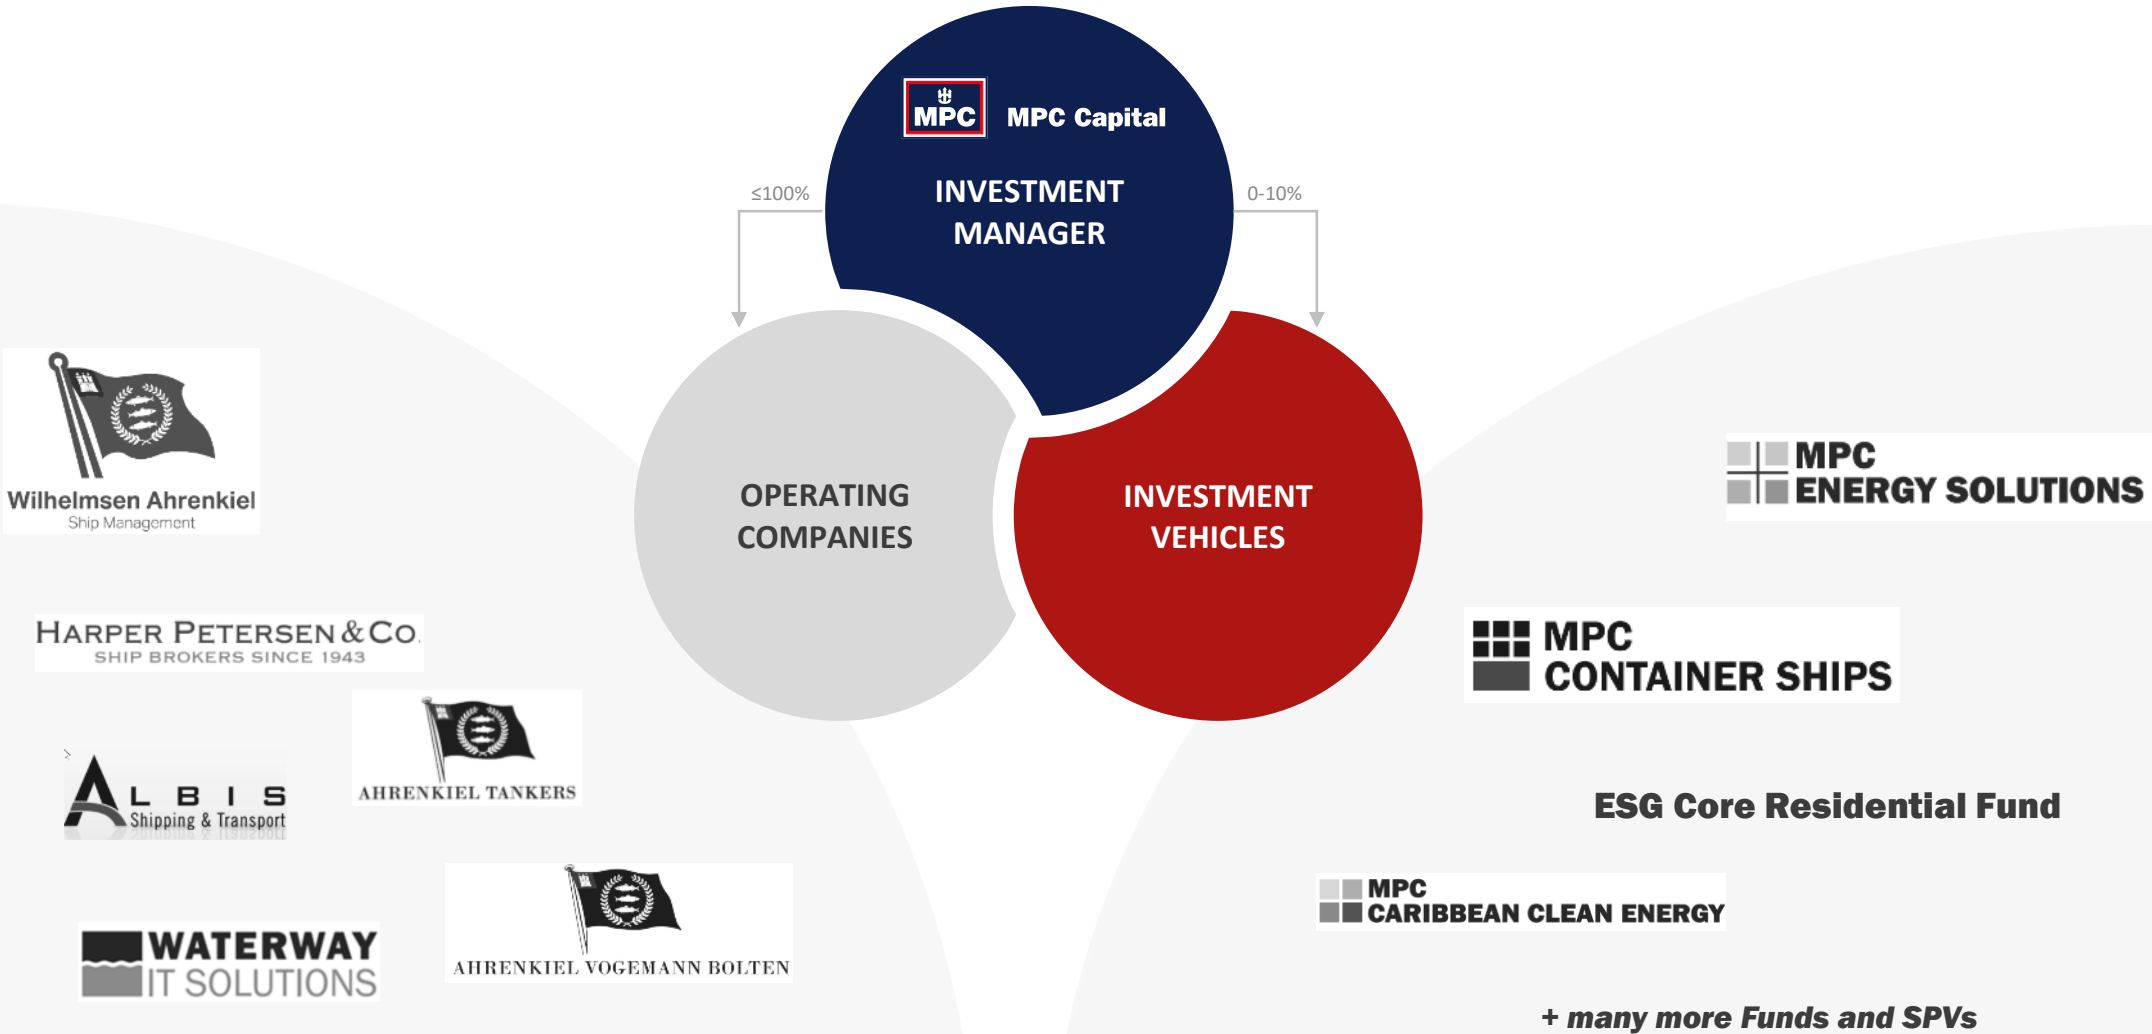 MPC
MPC Capital
INVESTMENT
MANAGER
≤100%
0-10%
OPERATING
COMPANIES
INVESTMENT
VEHICLES
Wilhelmsen Ahrenkiel
Ship Management
HARPER PETERSEN & CO.
SHIP BROKERS SINCE 1943
AHRENKIEL TANKERS
ALBIS
Shipping & Transport
AHRENKIEL VOGEMANN BOLTEN
WATERWAY
IT SOLUTIONS
MPC
ENERGY SOLUTIONS
MPC
CONTAINER SHIPS
ESG Core Residential Fund
MPC
CARIBBEAN CLEAN ENERGY
+ many more Funds and SPVs